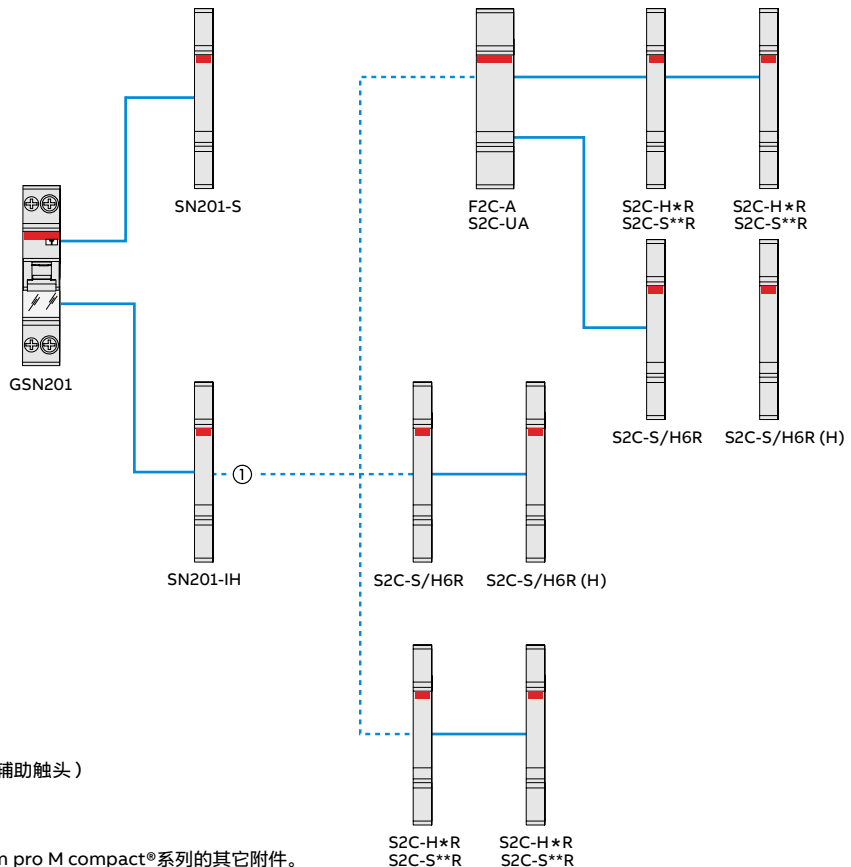 SN201-S
F2C-A
S2C-UA
S2C-H*R
S2C-S**R
S2C-H*R
S2C-S**R
GSN201
S2C-S/H6R
S2C-S/H6R (H)
①
SN201-IH
S2C-S/H6R
S2C-S/H6R (H)
辅助触头）
S2C-H*R
S2C-S**R
S2C-H*R
S2C-S**R
pro M compact®系列的其它附件。